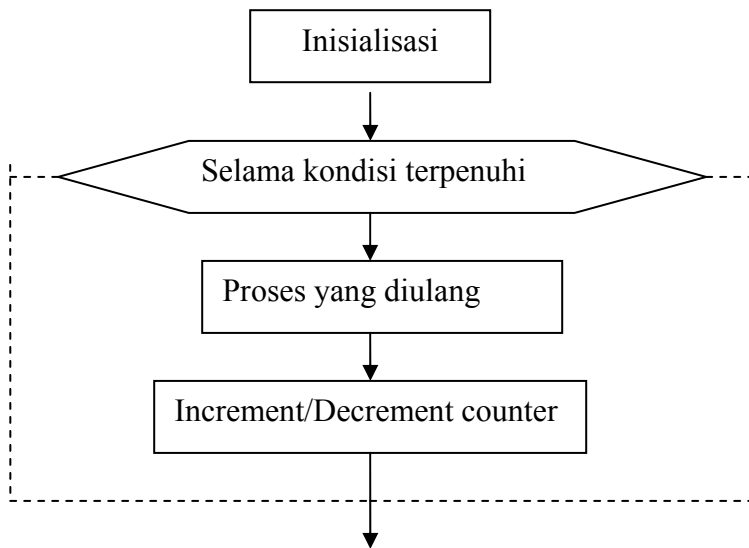 Inisialisasi
Selama kondisi terpenuhi
Proses yang diulang
Increment/Decrement counter